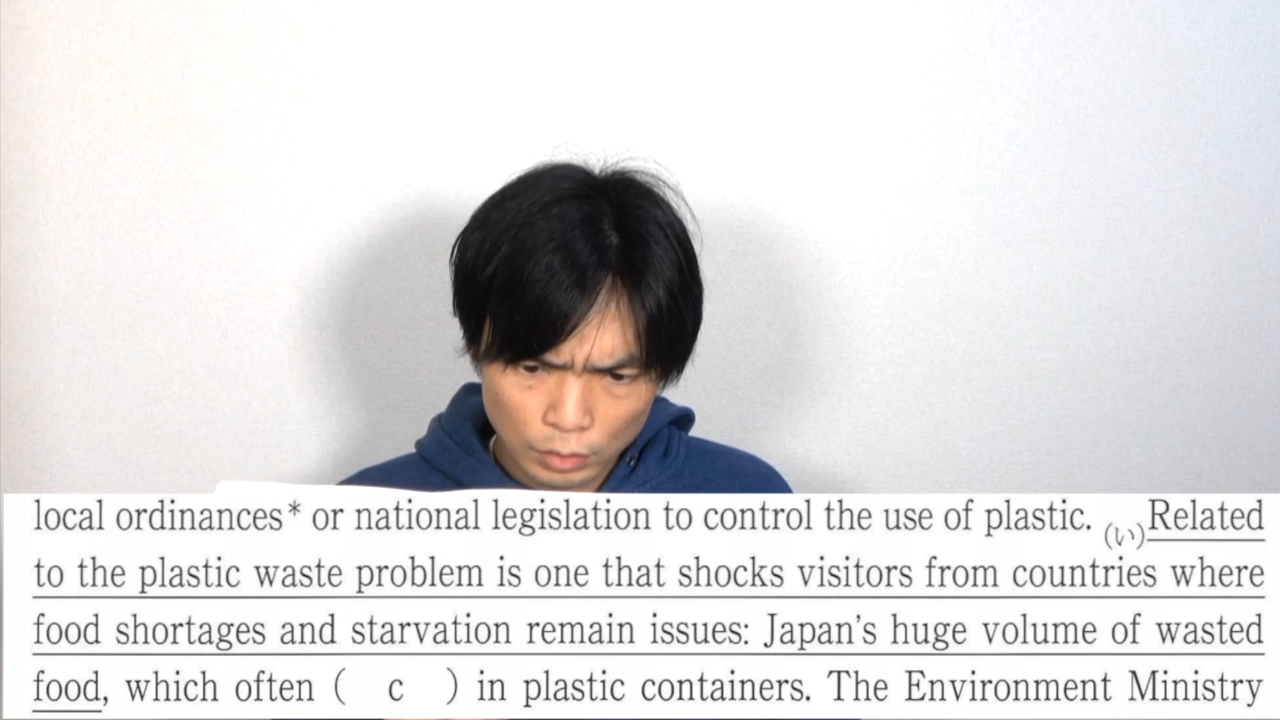 local ordinances* or national legislation to control the use of plastic. (い)Related
to the plastic waste problem is one that shocks visitors from countries where
food shortages and starvation remain issues: Japan's huge volume of wasted
food, which often ( c ) in plastic containers. The Environment Ministry